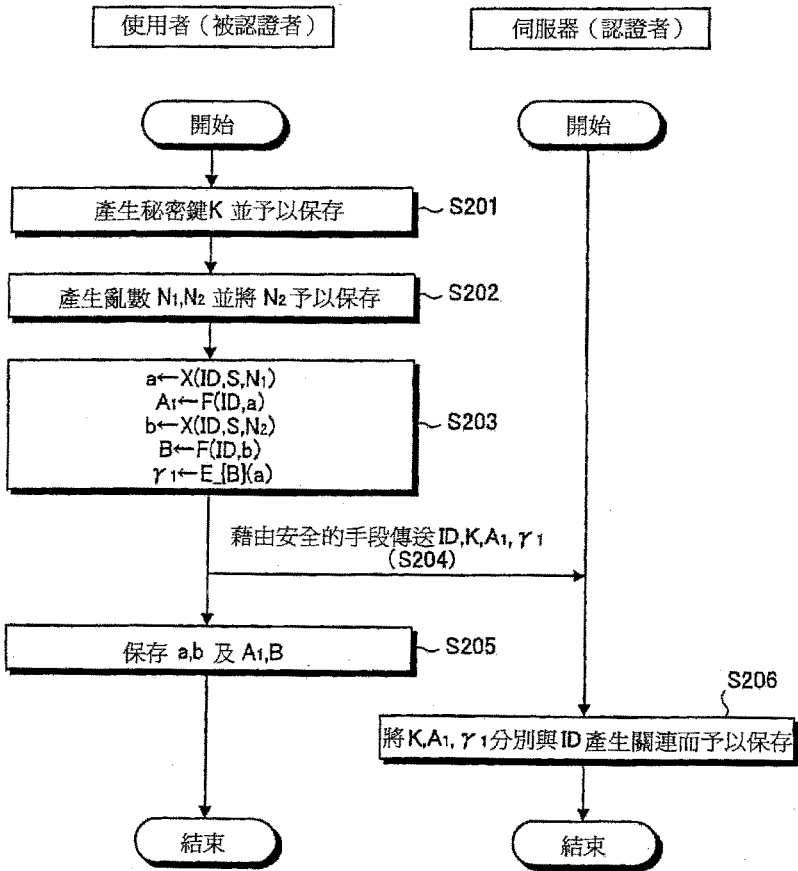 使用者（被認證者）
伺服器（認證者）
開始
開始
產生秘密鍵K 並予以保存
S201
產生亂數 N1,N2 並將 N2 予以保存
S202
a←X(ID,S,N1)
A1←F(ID,a)
b←X(ID,S,N2)
B←F(ID,b)
γ1←E_{B}(a)
S203
藉由安全的手段傳送 ID,K,A1,γ1
（S204）
保存 a,b 及 A1,B
S205
S206
將K,A1,γ1分別與ID 產生關連而予以保存
結束
結束